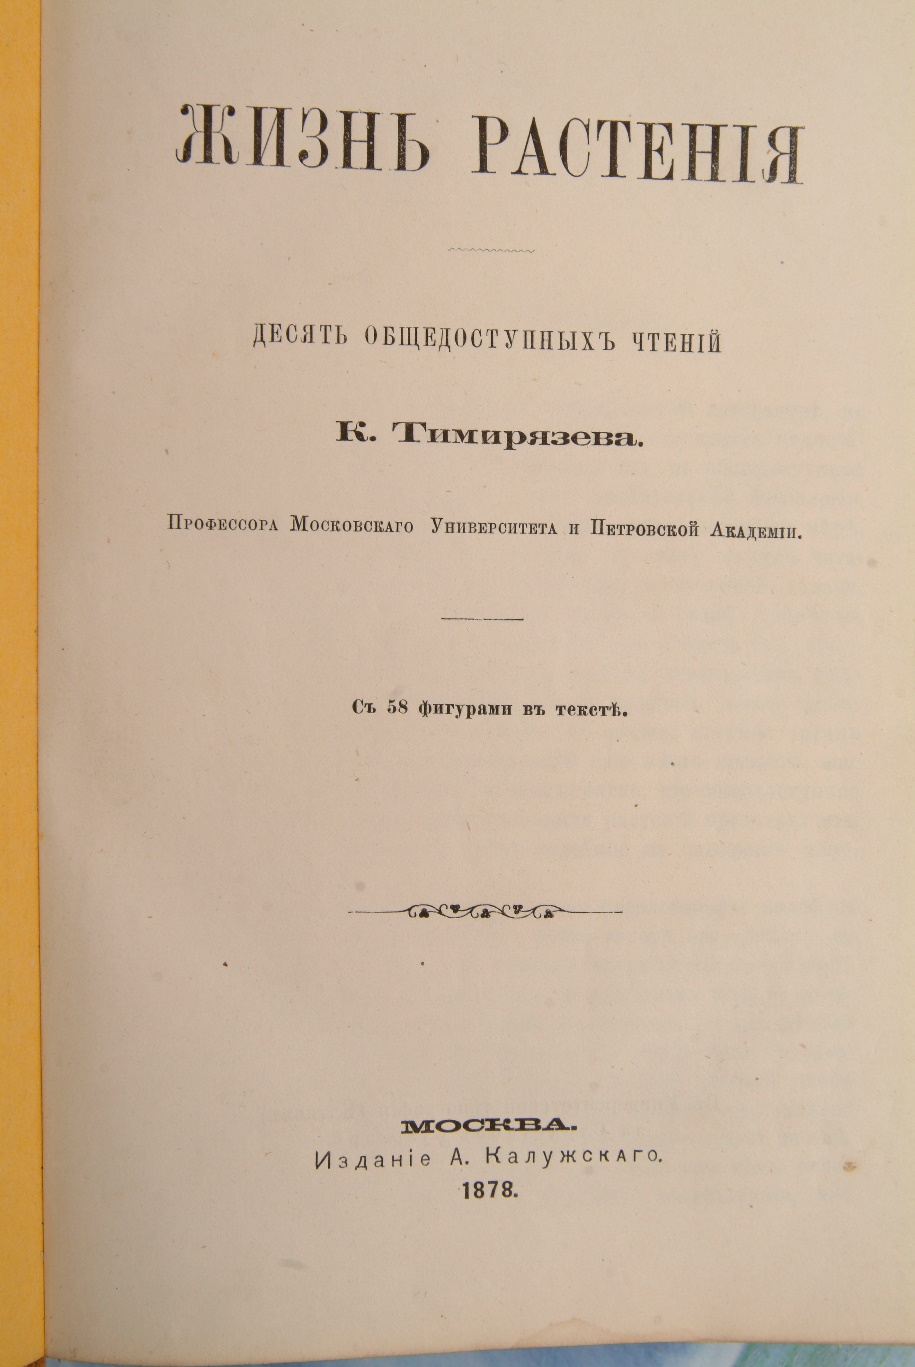 ЖИЗНЬ РАСТЕНІЯ
ДЕСЯТЬ ОБЩЕДОСТУПНЫХЪ ЧТЕНІЙ
К. Тимирязева.
Профессора Московскаго Университета и Петровской Академіи.
Съ 58 фигурами въ текстѣ.
МОСКВА.
Изданіе А. Калужскаго.
1878.